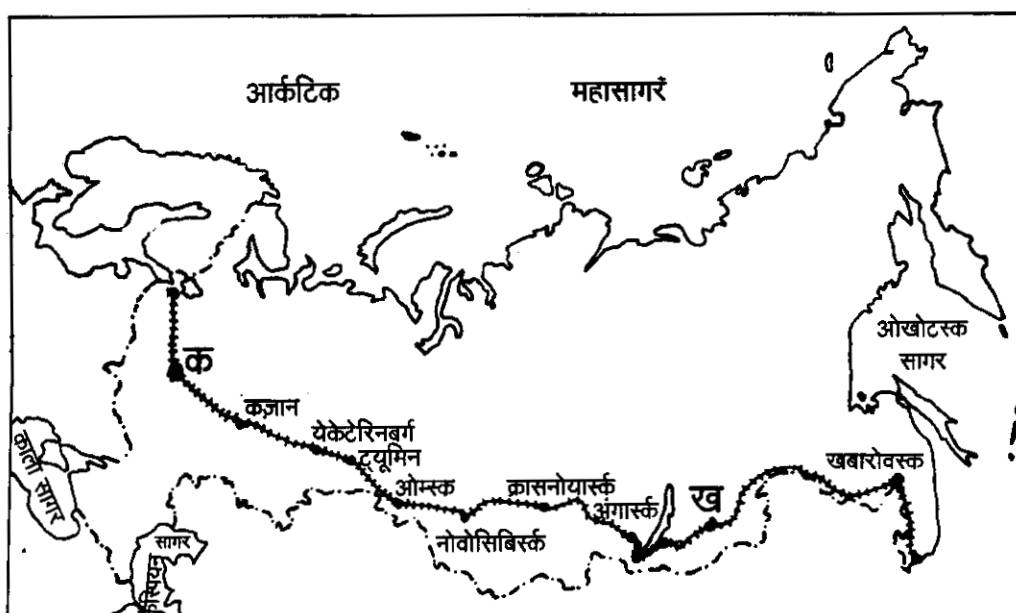 आर्कटिक महासागरं
ओखोटस्क
सागर
क
कज़ान
येकेटेरिनबर्ग
ट्यूमिन
काला सागर
ओम्स्क
क्रासनोयार्स्क
अंगार्स्क
ख
खबारोवस्क
नोवोसिबिर्स्क
सागर